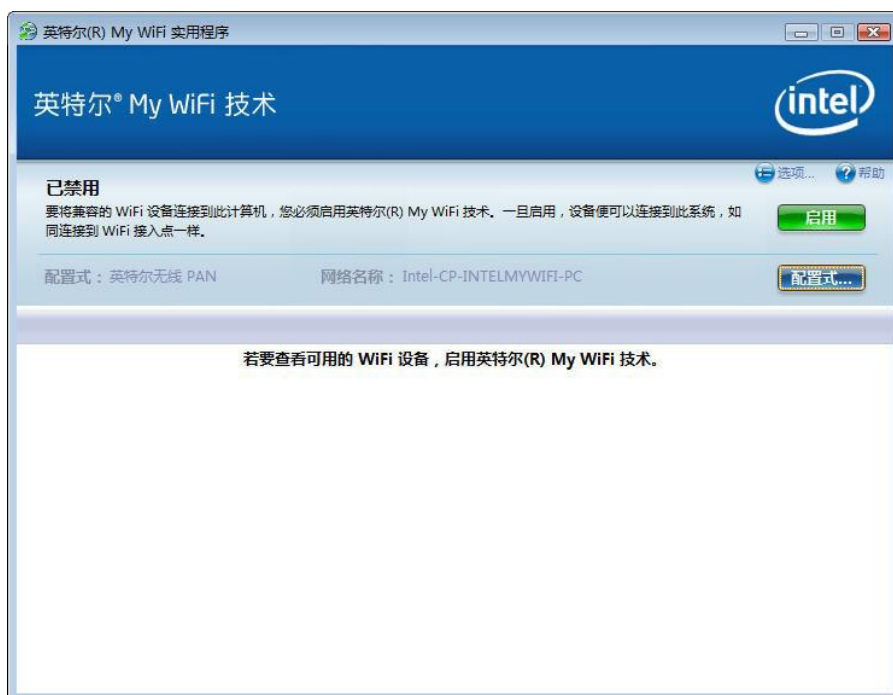 英特尔(R) My WiFi 实用程序
英特尔® My WiFi 技术
intel
选项... 帮助
已禁用
要将兼容的 WiFi 设备连接到此计算机，您必须启用英特尔(R) My WiFi 技术。一旦启用，设备便可以连接到此系统，如
同连接到 WiFi 接入点一样。
启用
配置式：英特尔无线 PAN 网络名称：Intel-CP-INTELMYWIFI-PC
配置式...
若要查看可用的 WiFi 设备，启用英特尔(R) My WiFi 技术。